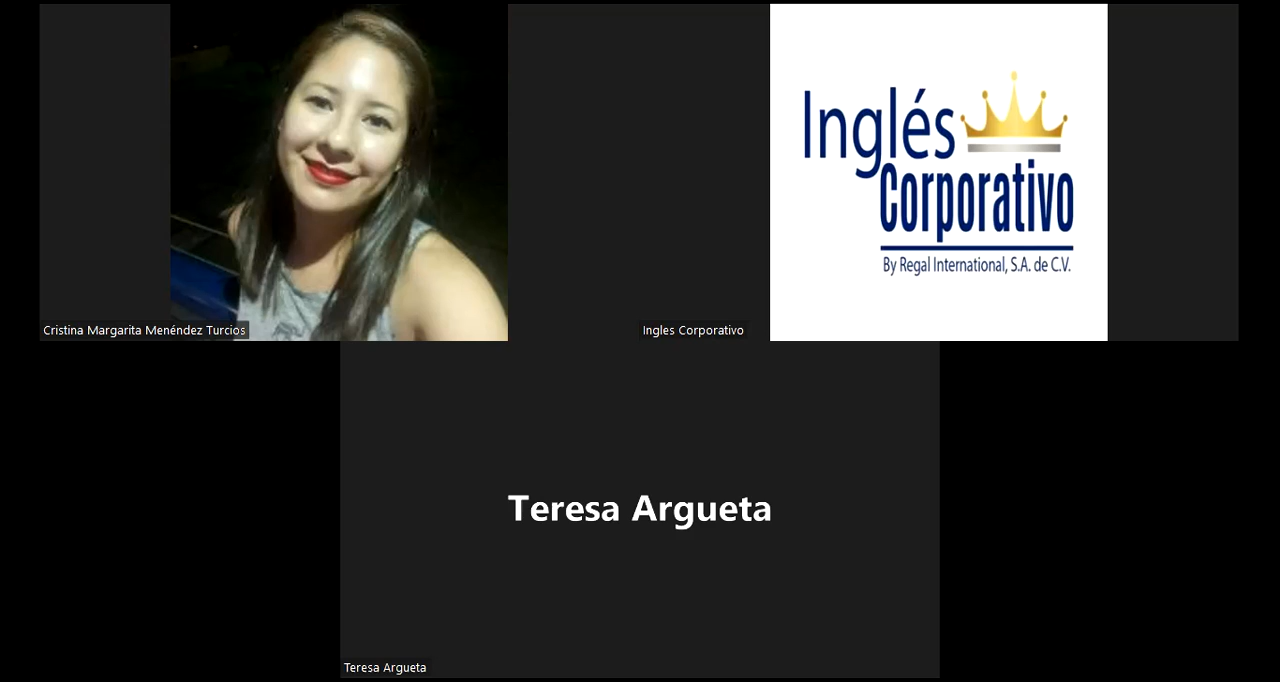 Inglés
Corporativo
By Regal International, S.A. de C.V.
Cristina Margarita Menéndez Turcios
Ingles Corporativo
Teresa Argueta
Teresa Argueta